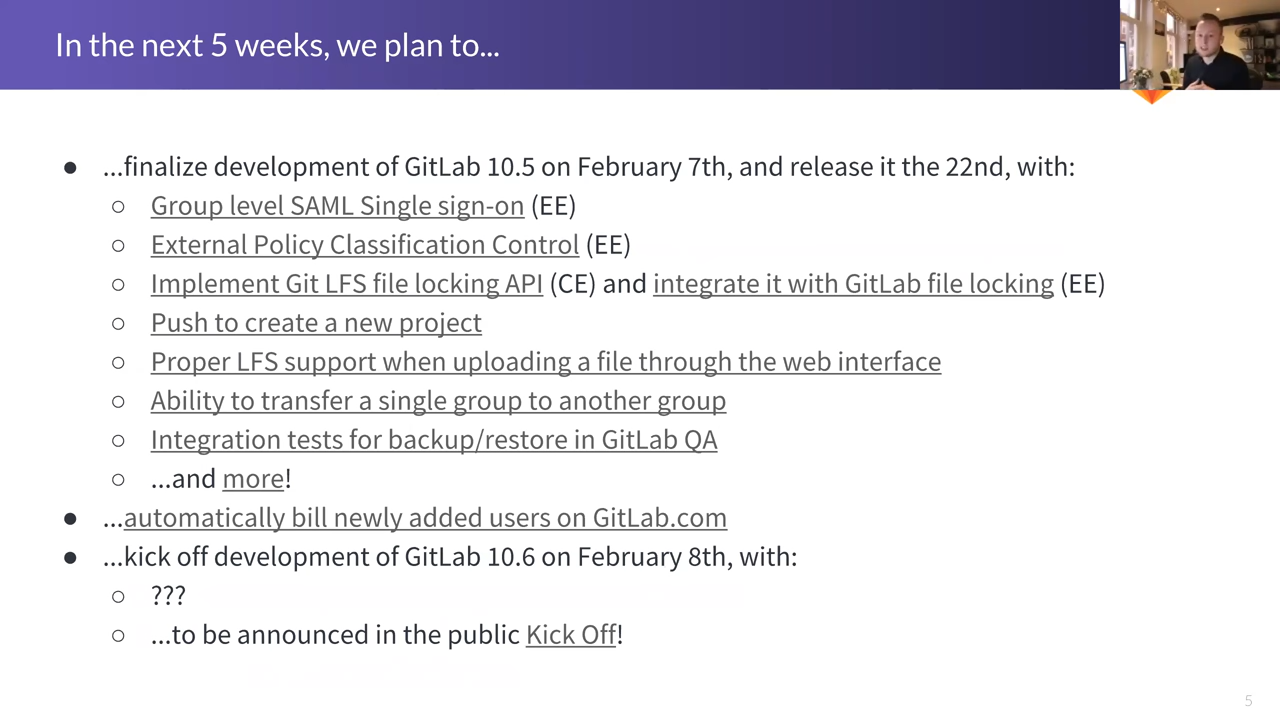 In the next 5 weeks, we plan to...
● ...finalize development of GitLab 10.5 on February 7th, and release it the 22nd, with:
○ Group level SAML Single sign-on (EE)
○ External Policy Classification Control (EE)
○ Implement Git LFS file locking API (CE) and integrate it with GitLab file locking (EE)
○ Push to create a new project
○ Proper LFS support when uploading a file through the web interface
○ Ability to transfer a single group to another group
○ Integration tests for backup/restore in GitLab QA
○ ...and more!
● ...automatically bill newly added users on GitLab.com
● ...kick off development of GitLab 10.6 on February 8th, with:
○ ???
○ ...to be announced in the public Kick Off!
5